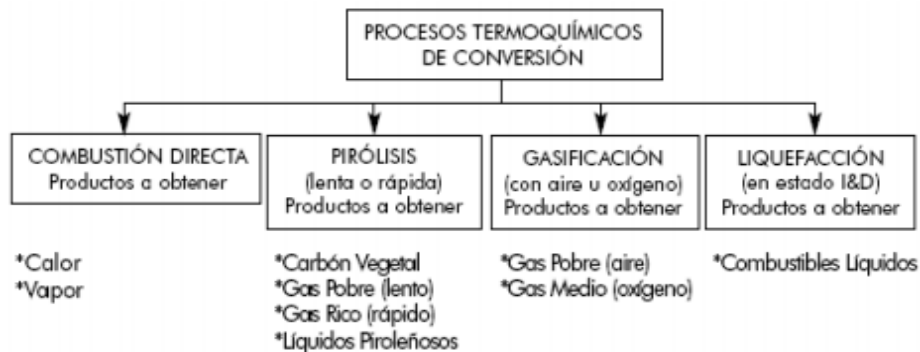 PROCESOS TERMOQUÍMICOS
DE CONVERSIÓN
COMBUSTIÓN DIRECTA
Productos a obtener
PIRÓLISIS
(lenta o rápida)
Productos a obtener
GASIFICACIÓN
(con aire u oxígeno)
Productos a obtener
LIQUEFACCIÓN
(en estado I&D)
Productos a obtener
*Calor
*Vapor
*Carbón Vegetal
*Gas Pobre (lento)
*Gas Rico (rápido)
*Líquidos Piroleñosos
*Gas Pobre (aire)
*Gas Medio (oxígeno)
*Combustibles Líquidos